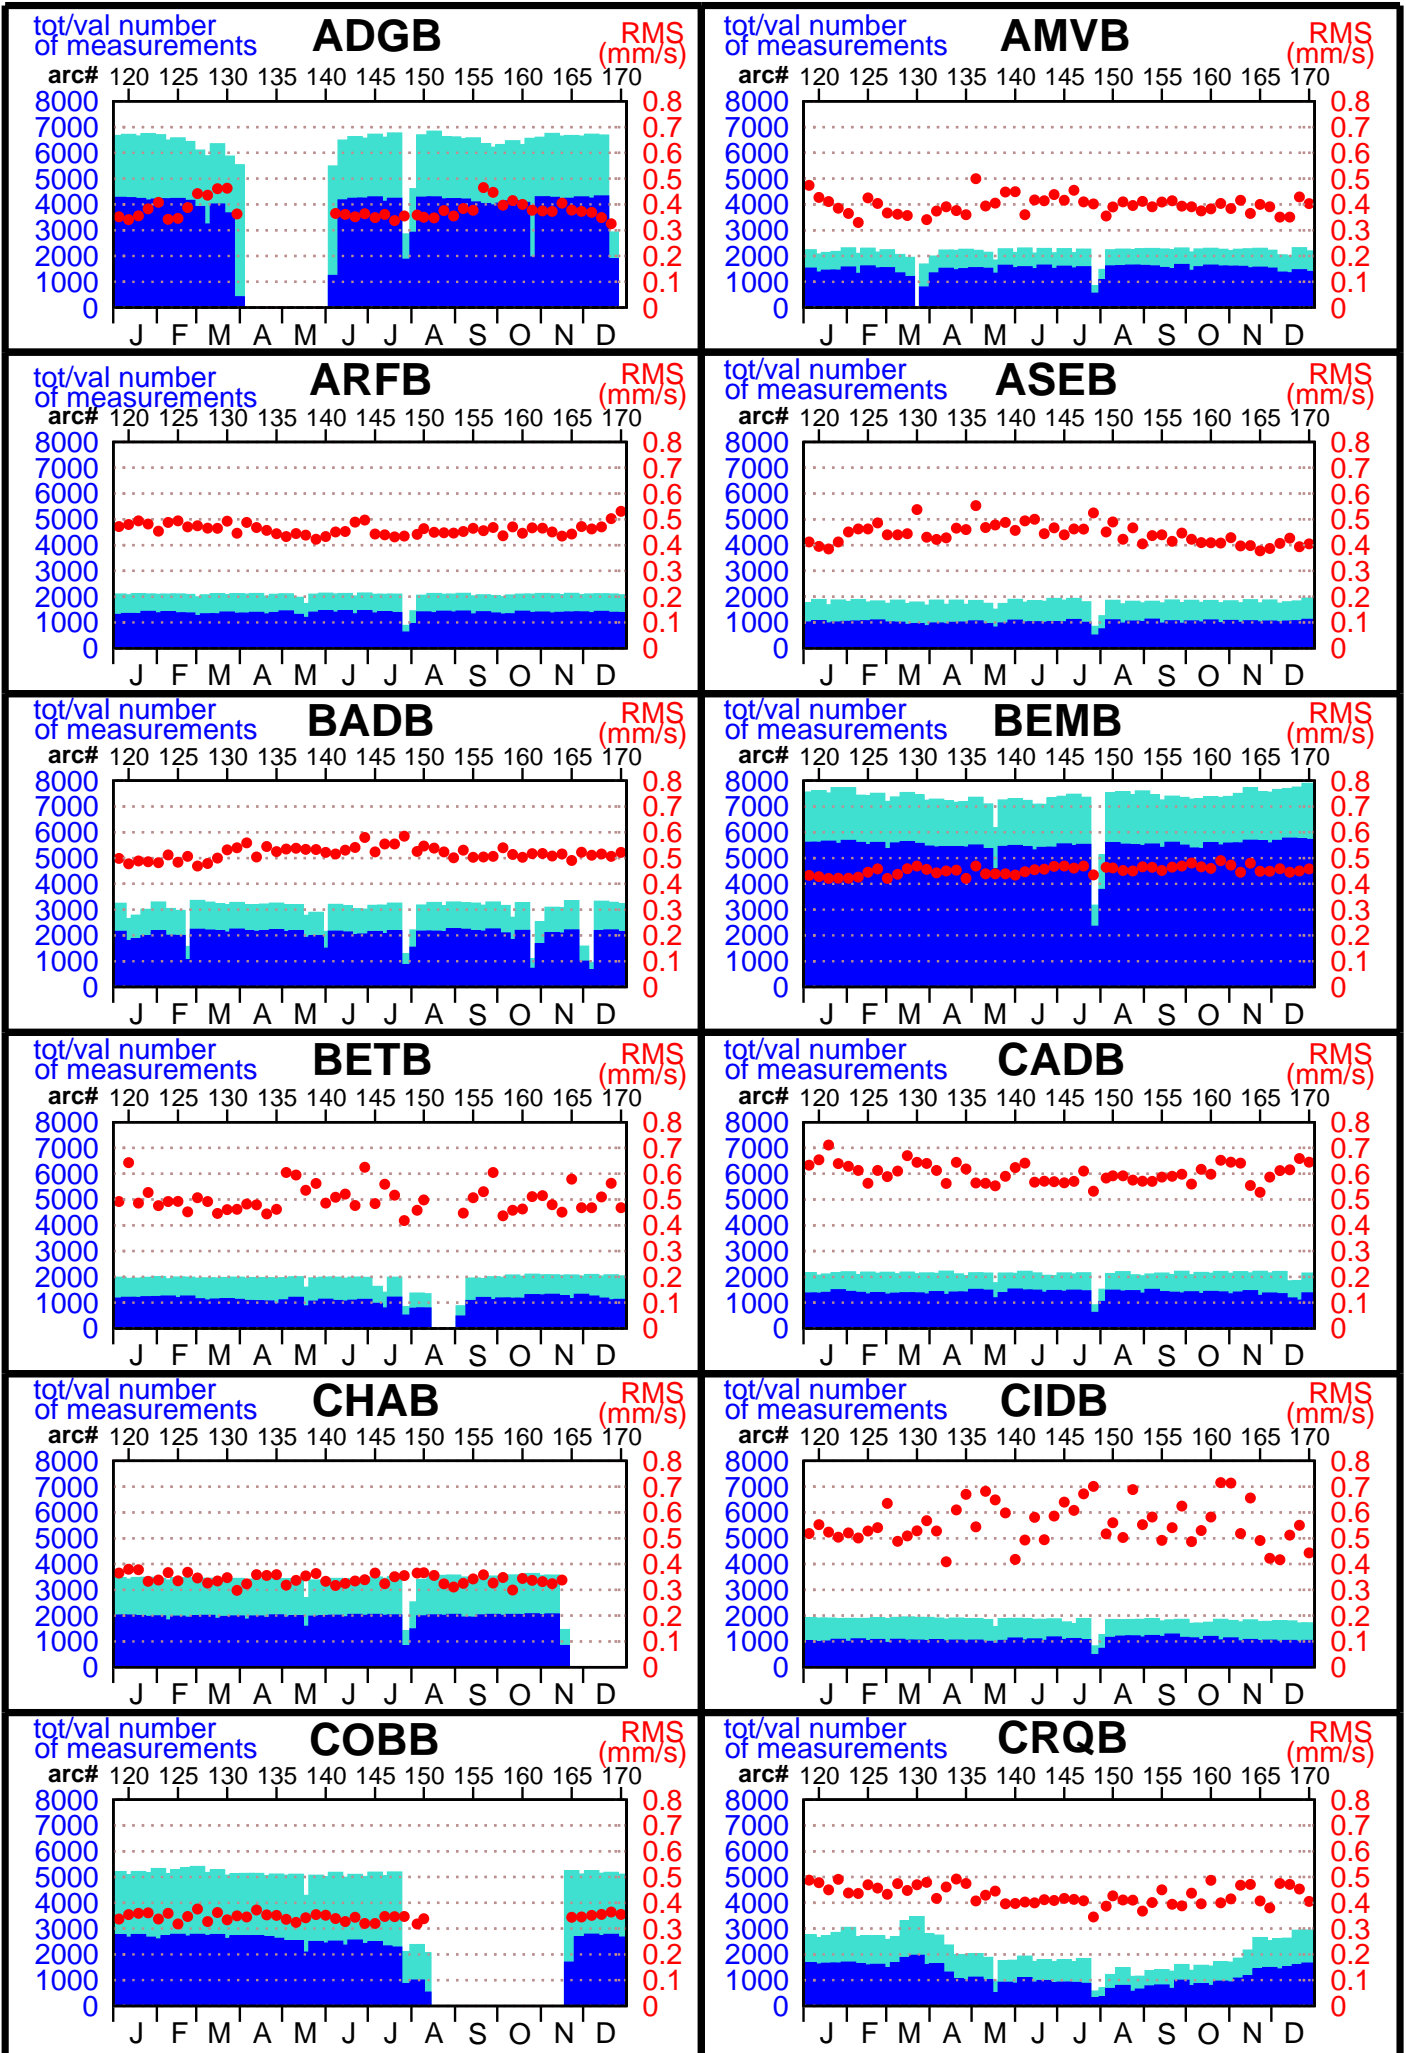 tot/val number
of measurements
ADGB
RMS
(mm/s)
arc# 120 125 130 140 145 150 160 165 170
8000 0.8
7000 0.7
6000 0.6
5000 0.5
4000 0.4
3000 0.3
2000 0.2
1000 0.1
0 0
J F M A M J J A S O N D
tot/val number
of measurements
AMVB
RMS
(mm/s)
arc# 120 125 130 135 140 145 150 155 160 165 170
8000 0.8
7000 0.7
6000 0.6
5000 0.5
4000 0.4
3000 0.3
2000 0.2
1000 0.1
0 0
J F M A M J J A S O N D
tot/val number
of measurements
ARFB
RMS
(mm/s)
arc# 120 125 130 135 140 145 150 155 160 165 170
8000 0.8
7000 0.7
6000 0.6
5000 0.5
4000 0.4
3000 0.3
2000 0.2
1000 0.1
0 0
J F M A M J J A S O N D
tot/val number
of measurements
ASEB
RMS
(mm/s)
arc# 120 125 130 135 140 145 150 155 160 165 170
8000 0.8
7000 0.7
6000 0.6
5000 0.5
4000 0.4
3000 0.3
2000 0.2
1000 0.1
0 0
J F M A M J J A S O N D
tot/val number
of measurements
BADB
RMS
(mm/s)
arc# 120 125 130 135 140 145 150 155 160 165 170
8000 0.8
7000 0.7
6000 0.6
5000 0.5
4000 0.4
3000 0.3
2000 0.2
1000 0.1
0 0
J F M A M J J A S O N D
tot/val number
of measurements
BEMB
RMS
(mm/s)
arc# 120 125 130 135 140 145 150 155 160 165 170
8000 0.8
7000 0.7
6000 0.6
5000 0.5
4000 0.4
3000 0.3
2000 0.2
1000 0.1
0 0
J F M A M J J A S O N D
tot/val number
of measurements
BETB
RMS
(mm/s)
arc# 120 125 130 135 140 145 150 155 160 165 170
8000 0.8
7000 0.7
6000 0.6
5000 0.5
4000 0.4
3000 0.3
2000 0.2
1000 0.1
0 0
J F M A M J J A S O N D
tot/val number
of measurements
CADB
RMS
(mm/s)
arc# 120 125 130 135 140 145 150 155 160 165 170
8000 0.8
7000 0.7
6000 0.6
5000 0.5
4000 0.4
3000 0.3
2000 0.2
1000 0.1
0 0
J F M A M J J A S O N D
tot/val number
of measurements
CHAB
RMS
(mm/s)
arc# 120 125 130 135 140 145 150 155 160 165 170
8000 0.8
7000 0.7
6000 0.6
5000 0.5
4000 0.4
3000 0.3
2000 0.2
1000 0.1
0 0
J F M A M J J A S O N D
tot/val number
of measurements
CIDB
RMS
(mm/s)
arc# 120 125 130 135 140 145 150 155 160 165 170
8000 0.8
7000 0.7
6000 0.6
5000 0.5
4000 0.4
3000 0.3
2000 0.2
1000 0.1
0 0
J F M A M J J A S O N D
tot/val number
of measurements
COBB
RMS
(mm/s)
arc# 120 125 130 135 140 145 150 160 165 170
8000 0.8
7000 0.7
6000 0.6
5000 0.5
4000 0.4
3000 0.3
2000 0.2
1000 0.1
0 0
J F M A M J J A S O N D
tot/val number
of measurements
CRQB
RMS
(mm/s)
arc# 120 125 130 135 140 145 150 155 160 165 170
8000 0.8
7000 0.7
6000 0.6
5000 0.5
4000 0.4
3000 0.3
2000 0.2
1000 0.1
0 0
J F M A M J J A S O N D